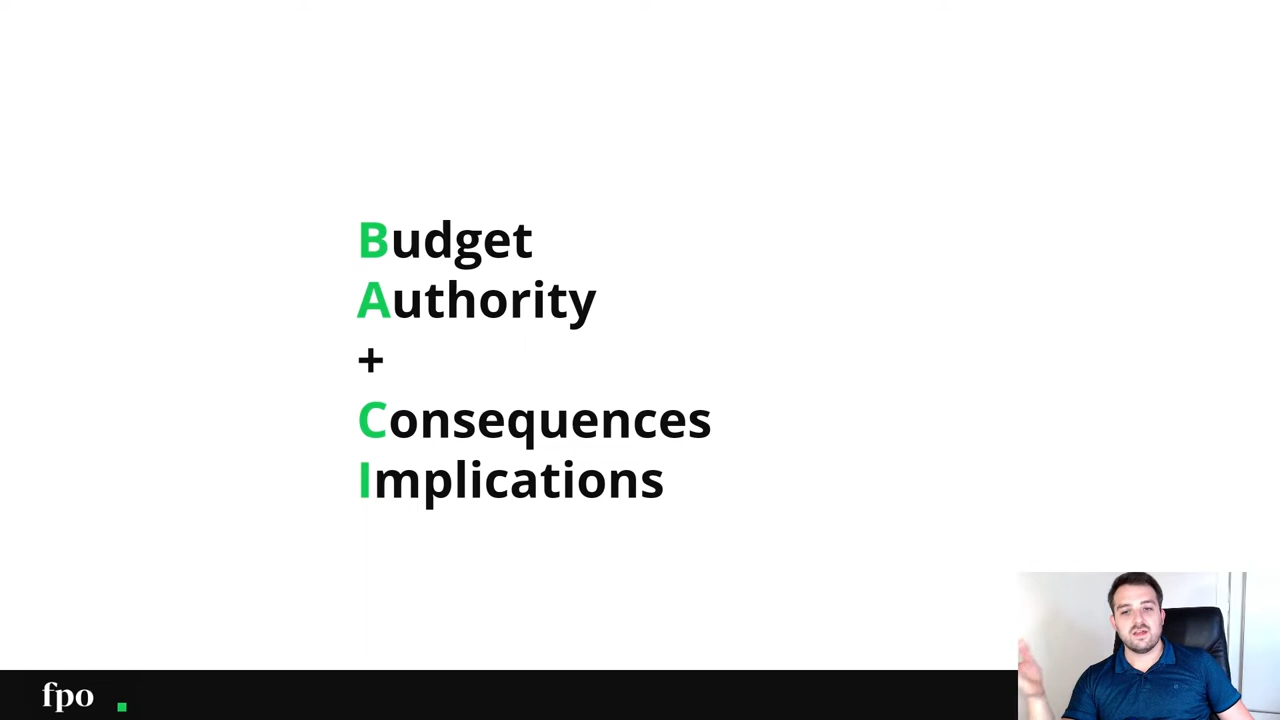 Budget
Authority
+
Consequences
Implications
fpo